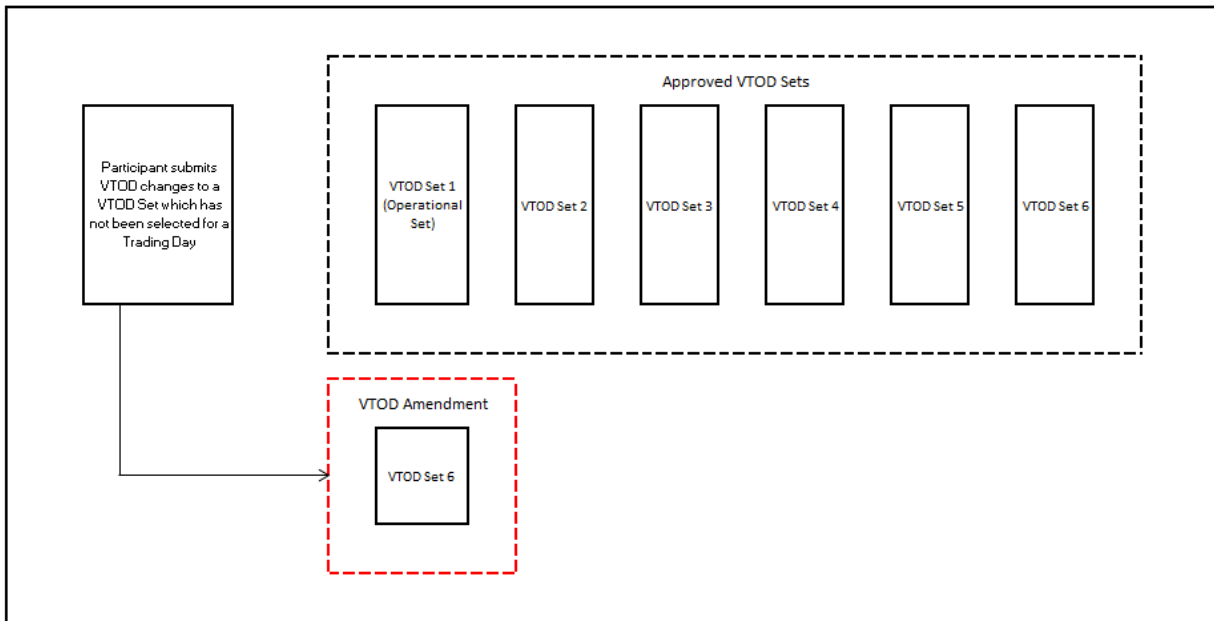 Approved VTOD Sets
Participant submits
VTOD changes to a
VTOD Set which has
not been selected for a
Trading Day
VTOD Set 1
(Operational
Set)
VTOD Set 2
VTOD Set 3
VTOD Set 4
VTOD Set 5
VTOD Set 6
VTOD Amendment
VTOD Set 6